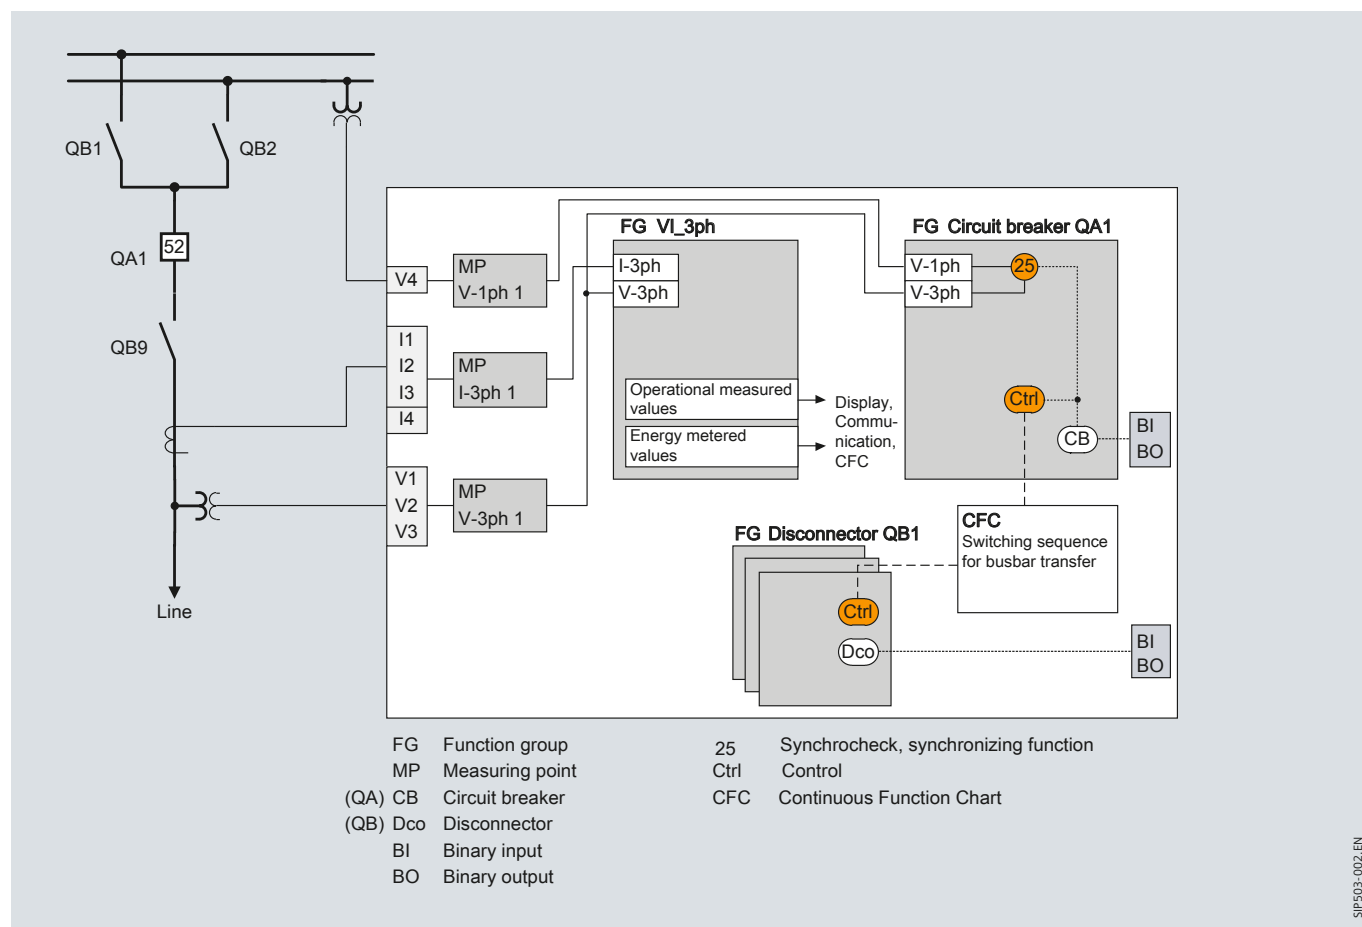 QB1
QB2
QA1
52
QB9
Line
V4
MP
V-1ph 1
I1
I2
I3
I4
MP
I-3ph 1
V1
V2
V3
MP
V-3ph 1
FG VI_3ph
I-3ph
V-3ph
Operational measured
values
Energy metered
values
Display,
Commu-
nication,
CFC
FG Circuit breaker QA1
V-1ph
V-3ph
25
Ctrl
CB
BI
BO
CFC
Switching sequence
for busbar transfer
FG Disconnector QB1
Ctrl
Dco
BI
BO
FG Function group
MP Measuring point
(QA) CB Circuit breaker
(QB) Dco Disconnector
BI Binary input
BO Binary output
25 Synchrocheck, synchronizing function
Ctrl Control
CFC Continuous Function Chart
SIP503-002.EN